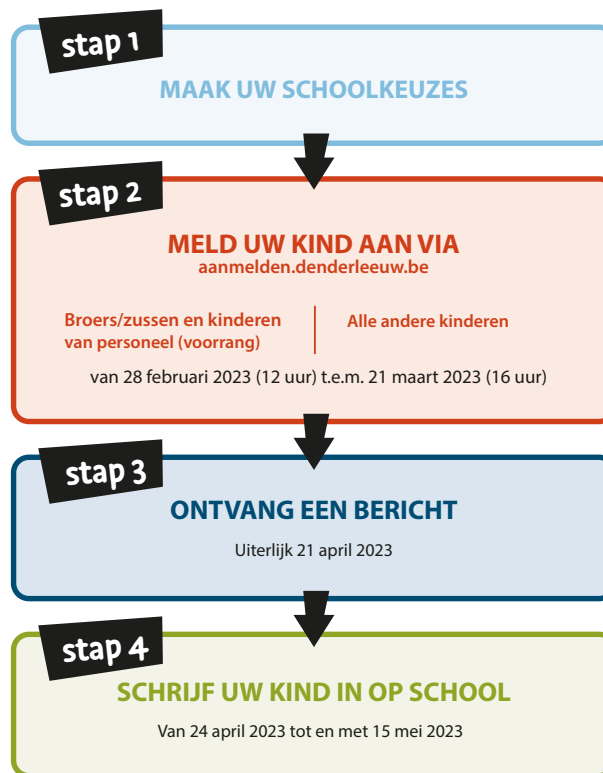 stap 1
MAAK UW SCHOOLKEUZES
stap 2
MELD UW KIND AAN VIA
aanmelden.denderleeuw.be
Broers/zussen en kinderen
van personeel (voorrang)
Alle andere kinderen
van 28 februari 2023 (12 uur) t.e.m. 21 maart 2023 (16 uur)
stap 3
ONTVANG EEN BERICHT
Uiterlijk 21 april 2023
stap 4
SCHRIJF UW KIND IN OP SCHOOL
Van 24 april 2023 tot en met 15 mei 2023